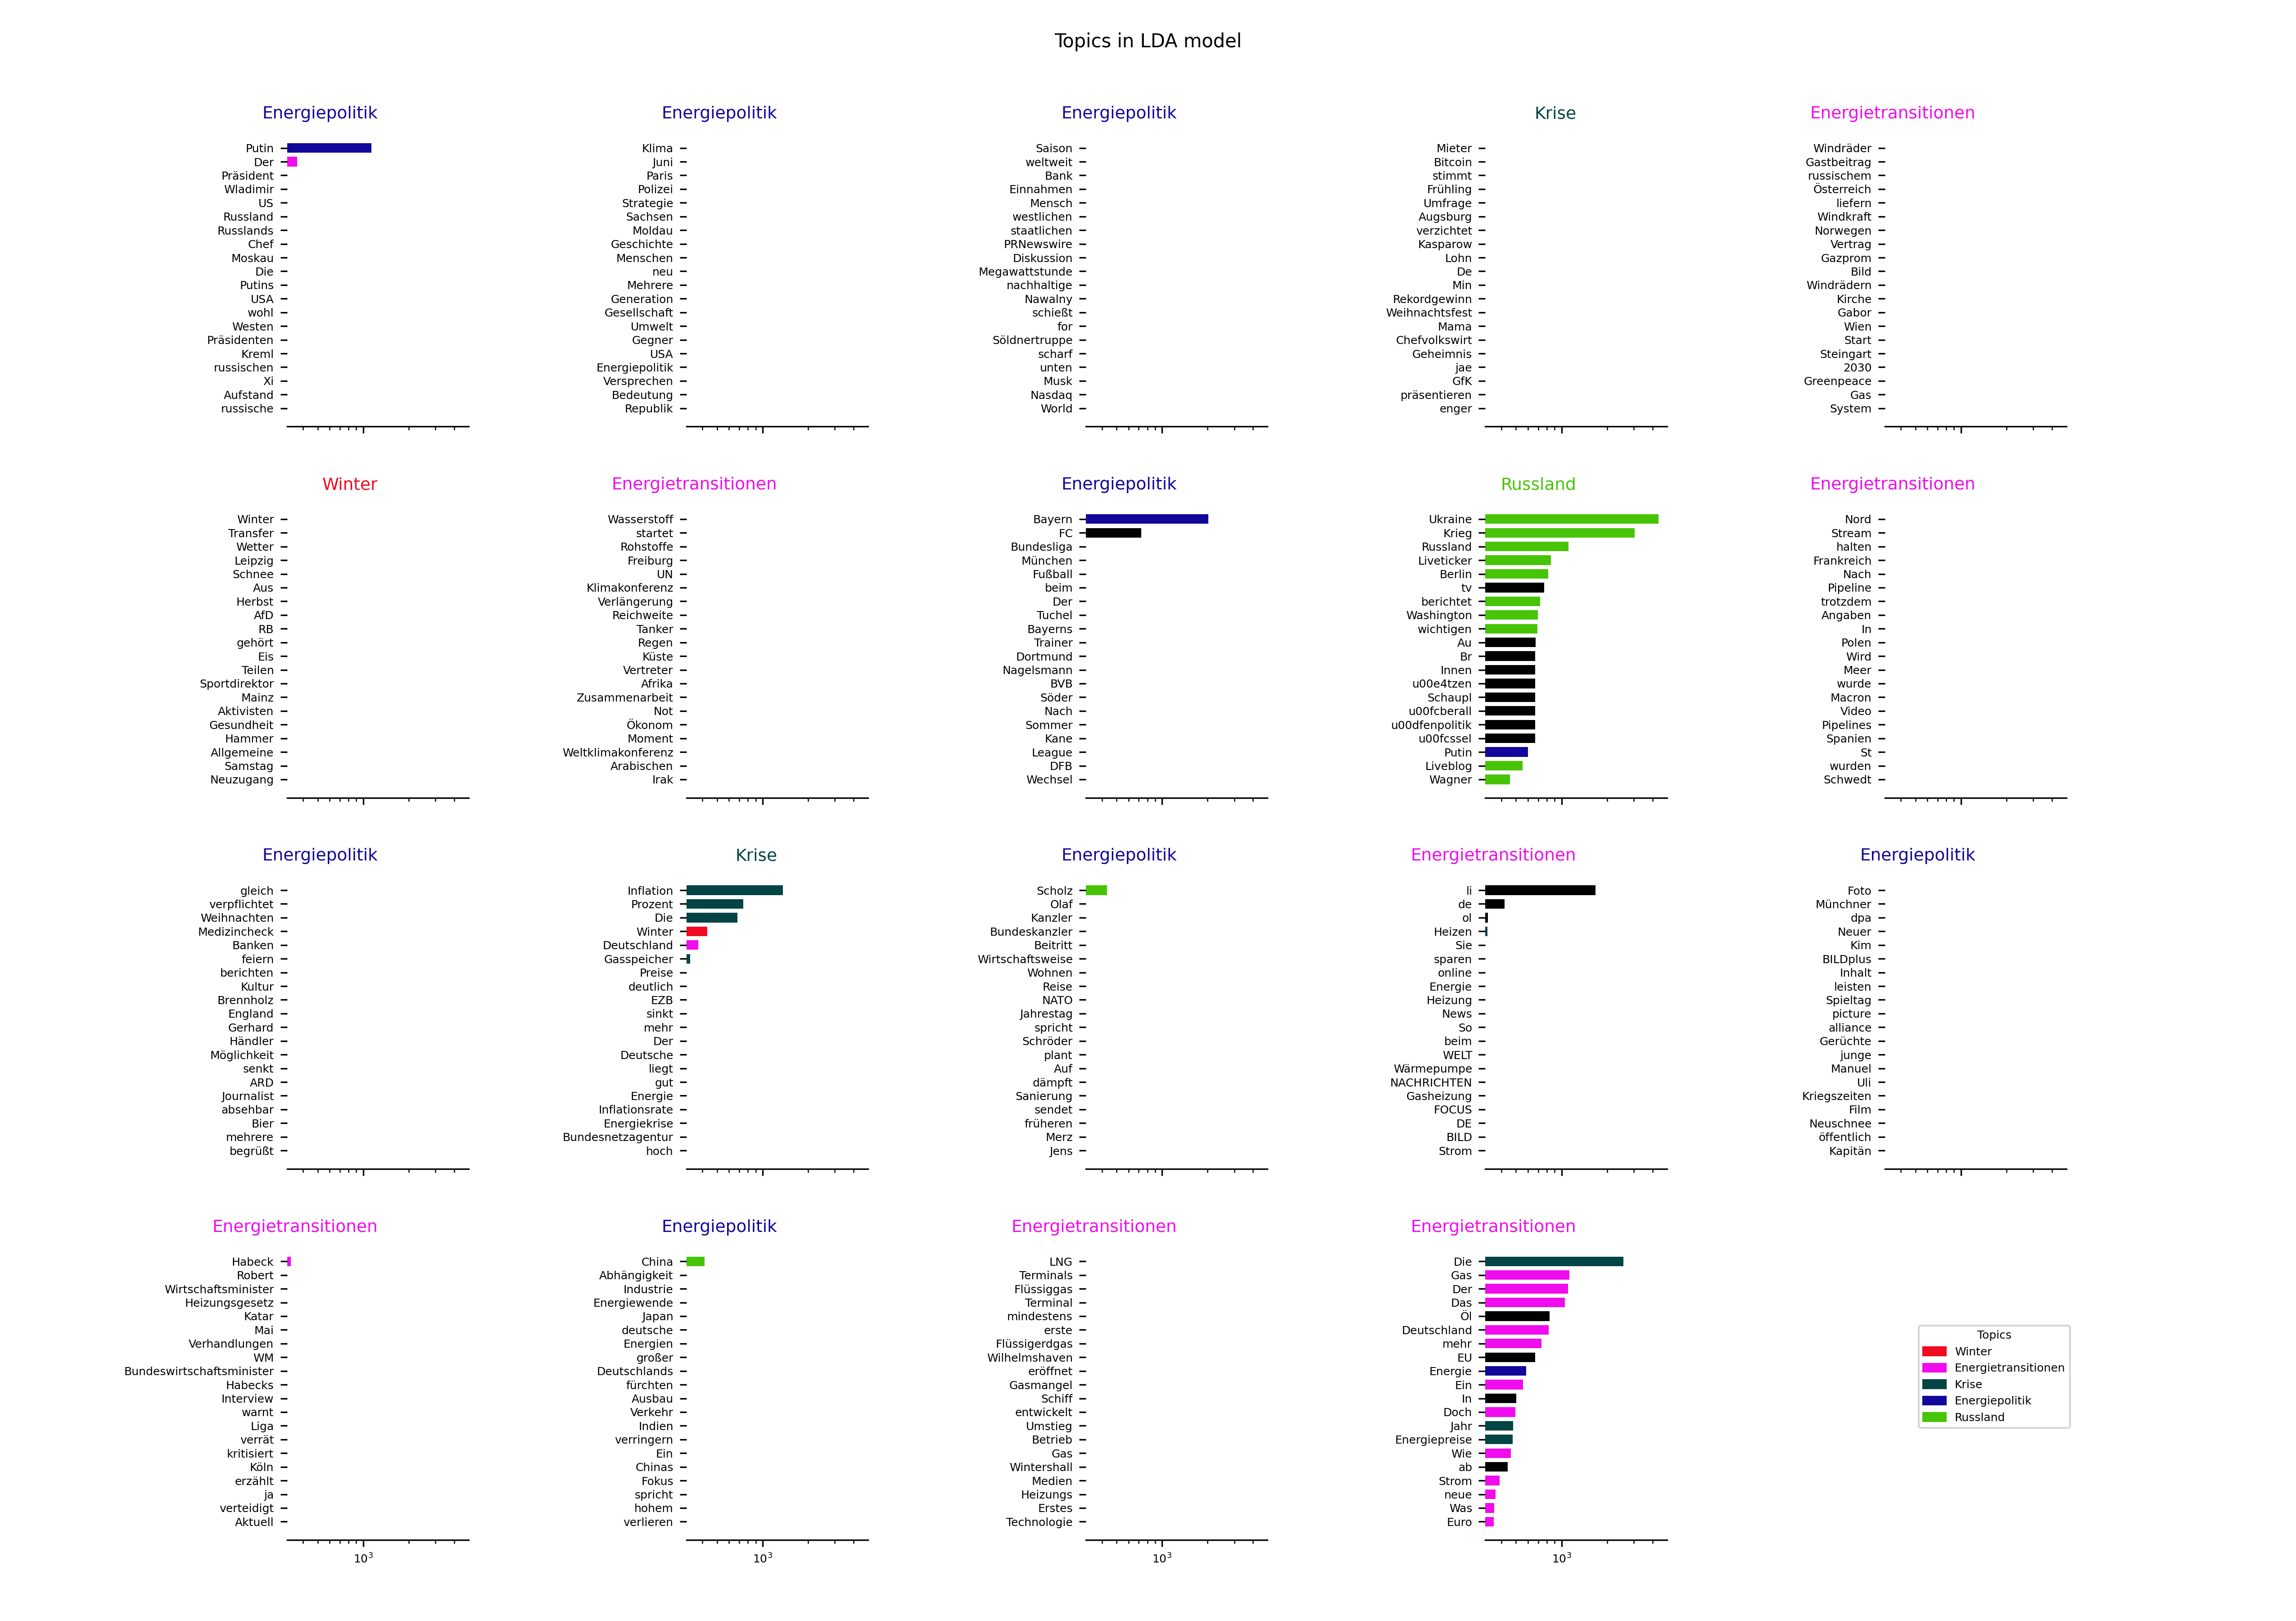 Topics in LDA model
Energiepolitik
Putin
Der
Präsident
Wladimir
US
Russland
Russlands
Chef
Moskau
Die
Putins
USA
wohl
Westen
Präsidenten
Kreml
russischen
Xi
Aufstand
russische
Energiepolitik
Klima
Juni
Paris
Polizei
Strategie
Sachsen
Moldau
Geschichte
Menschen
neu
Mehrere
Generation
Gesellschaft
Umwelt
Gegner
USA
Energiepolitik
Versprechen
Bedeutung
Republik
Energiepolitik
Saison
weltweit
Bank
Einnahmen
Mensch
westlichen
staatlichen
PRNewswire
Diskussion
Megawattstunde
nachhaltige
Nawalny
schießt
for
Söldnertruppe
scharf
unten
Musk
Nasdaq
World
Krise
Mieter
Bitcoin
stimmt
Frühling
Umfrage
Augsburg
verzichtet
Kasparow
Lohn
De
Min
Rekordgewinn
Weihnachtsfest
Mama
Chefvolkswirt
Geheimnis
jae
GfK
präsentieren
enger
Energietransitionen
Windräder
Gastbeitrag
russischem
Österreich
liefern
Windkraft
Norwegen
Vertrag
Gazprom
Bild
Windrädern
Kirche
Gabor
Wien
Start
Steingart
2030
Greenpeace
Gas
System
Winter
Winter
Transfer
Wetter
Leipzig
Schnee
Aus
Herbst
AfD
RB
gehört
Eis
Teilen
Sportdirektor
Mainz
Aktivisten
Gesundheit
Hammer
Allgemeine
Samstag
Neuzugang
Energietransitionen
Wasserstoff
startet
Rohstoffe
Freiburg
UN
Klimakonferenz
Verlängerung
Reichweite
Tanker
Regen
Küste
Vertreter
Afrika
Zusammenarbeit
Not
Ökonom
Moment
Weltklimakonferenz
Arabischen
Irak
Energiepolitik
Bayern
FC
Bundesliga
München
Fußball
beim
Der
Tuchel
Bayerns
Trainer
Dortmund
Nagelsmann
BVB
Söder
Nach
Sommer
Kane
League
DFB
Wechsel
Russland
Ukraine
Krieg
Russland
Liveticker
Berlin
tv
berichtet
Washington
wichtigen
Au
Br
Innen
u00e4tzen
Schaupl
u00fcberall
u00dfenpolitik
u00fcssel
Putin
Liveblog
Wagner
Energietransitionen
Nord
Stream
halten
Frankreich
Nach
Pipeline
trotzdem
Angaben
In
Polen
Wird
Meer
wurde
Macron
Video
Pipelines
Spanien
St
wurden
Schwedt
Energiepolitik
gleich
verpflichtet
Weihnachten
Medizincheck
Banken
feiern
berichten
Kultur
Brennholz
England
Gerhard
Händler
Möglichkeit
senkt
ARD
Journalist
absehbar
Bier
mehrere
begrüßt
Krise
Inflation
Prozent
Die
Winter
Deutschland
Gasspeicher
Preise
deutlich
EZB
sinkt
mehr
Der
Deutsche
liegt
gut
Energie
Inflationsrate
Energiekrise
Bundesnetzagentur
hoch
Energiepolitik
Scholz
Olaf
Kanzler
Bundeskanzler
Beitritt
Wirtschaftsweise
Wohnen
Reise
NATO
Jahrestag
spricht
Schröder
plant
Auf
dämpft
Sanierung
sendet
früheren
Merz
Jens
Energietransitionen
li
de
ol
Heizen
Sie
sparen
online
Energie
Heizung
News
So
beim
WELT
Wärmepumpe
NACHRICHTEN
Gasheizung
FOCUS
DE
BILD
Strom
Energiepolitik
Foto
Münchner
dpa
Neuer
Kim
BILDplus
Inhalt
leisten
Spieltag
picture
alliance
Gerüchte
junge
Manuel
Uli
Kriegszeiten
Film
Neuschnee
öffentlich
Kapitän
Energietransitionen
Habeck
Robert
Wirtschaftsminister
Heizungsgesetz
Katar
Mai
Verhandlungen
WM
Bundeswirtschaftsminister
Habecks
Interview
warnt
Liga
verrät
kritisiert
Köln
erzählt
ja
verteidigt
Aktuell
10³
Energiepolitik
China
Abhängigkeit
Industrie
Energiewende
Japan
deutsche
Energien
großer
Deutschlands
fürchten
Ausbau
Verkehr
Indien
verringern
Ein
Chinas
Fokus
spricht
hohem
verlieren
10³
Energietransitionen
LNG
Terminals
Flüssiggas
Terminal
mindestens
erste
Flüssigerdgas
Wilhelmshaven
eröffnet
Gasmangel
Schiff
entwickelt
Umstieg
Betrieb
Gas
Wintershall
Medien
Heizungs
Erstes
Technologie
10³
Energietransitionen
Die
Gas
Der
Das
Öl
Deutschland
mehr
EU
Energie
Ein
In
Doch
Jahr
Energiepreise
Wie
ab
Strom
neue
Was
Euro
10³
Topics
Winter
Energietransitionen
Krise
Energiepolitik
Russland